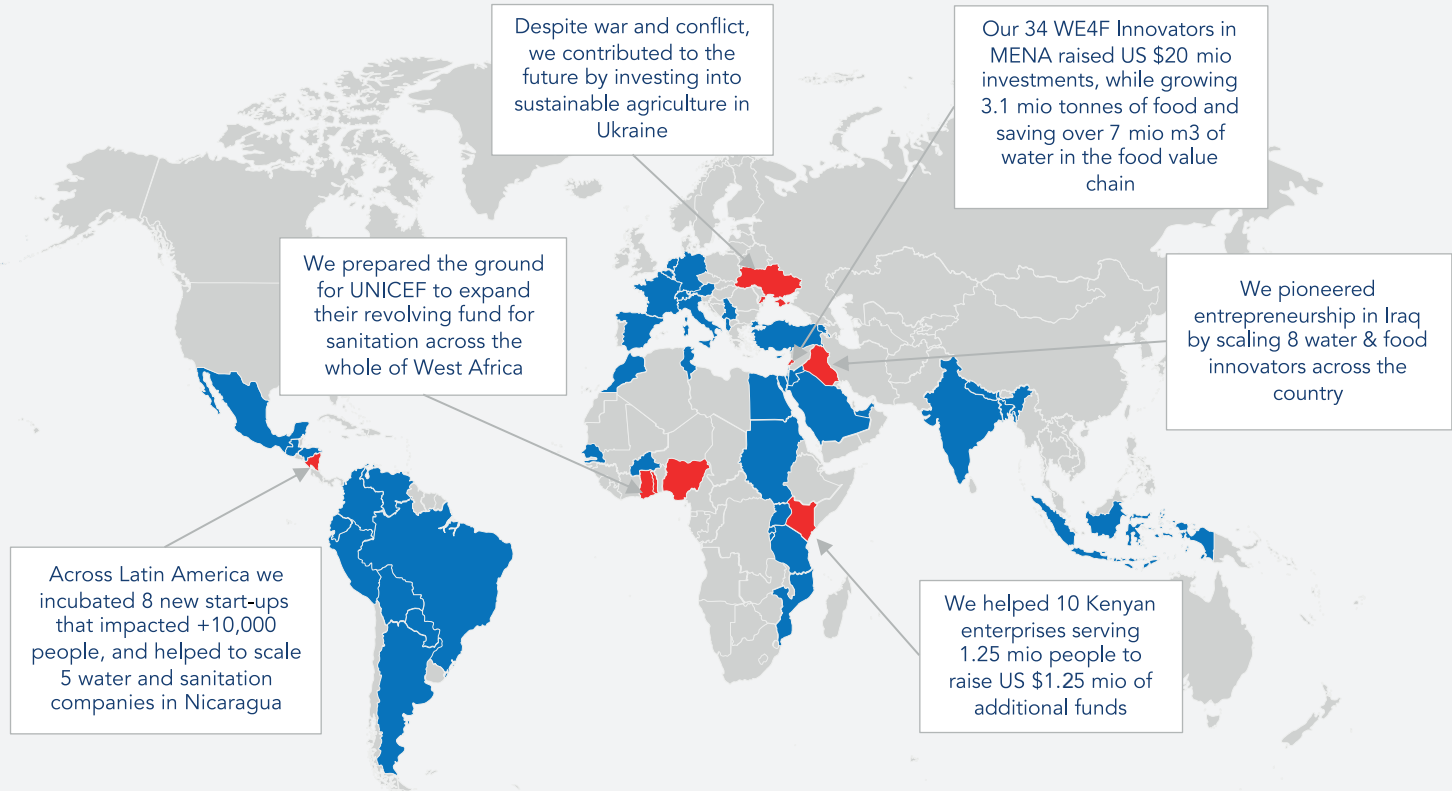 Despite war and conflict,
we contributed to the
future by investing into
sustainable agriculture in
Ukraine
Our 34 WE4F Innovators in
MENA raised US $20 mio
investments, while growing
3.1 mio tonnes of food and
saving over 7 mio m3 of
water in the food value
chain
We prepared the ground
for UNICEF to expand
their revolving fund for
sanitation across the
whole of West Africa
We pioneered
entrepreneurship in Iraq
by scaling 8 water & food
innovators across the
country
Across Latin America we
incubated 8 new start-ups
that impacted +10,000
people, and helped to scale
5 water and sanitation
companies in Nicaragua
We helped 10 Kenyan
enterprises serving
1.25 mio people to
raise US $1.25 mio of
additional funds